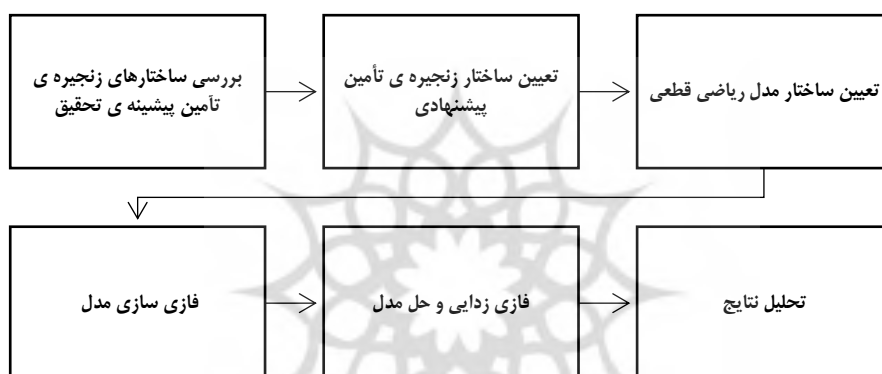 بررسی ساختارهای زنجیره ی
تأمین پیشینه ی تحقیق
تعیین ساختار زنجیره ی تأمین
پیشنهادی
تعیین ساختار مدل ریاضی قطعی
فازی سازی مدل
فازی زدایی و حل مدل
تحلیل نتایج